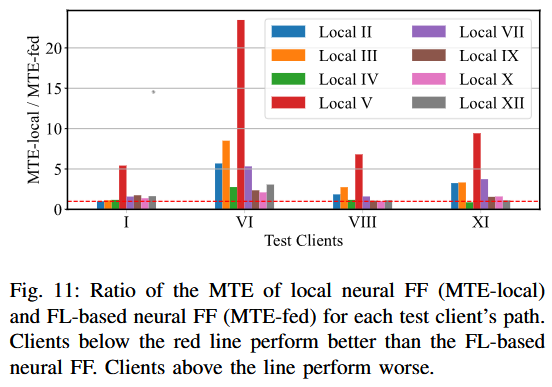 MTE-local / MTE-fed
20
15
10
5
0
Local II
Local III
Local IV
Local V
Local VII
Local IX
Local X
Local XII
I
VI
VIII
XI
Test Clients
Fig. 11: Ratio of the MTE of local neural FF (MTE-local)
and FL-based neural FF (MTE-fed) for each test client's path.
Clients below the red line perform better than the FL-based
neural FF. Clients above the line perform worse.